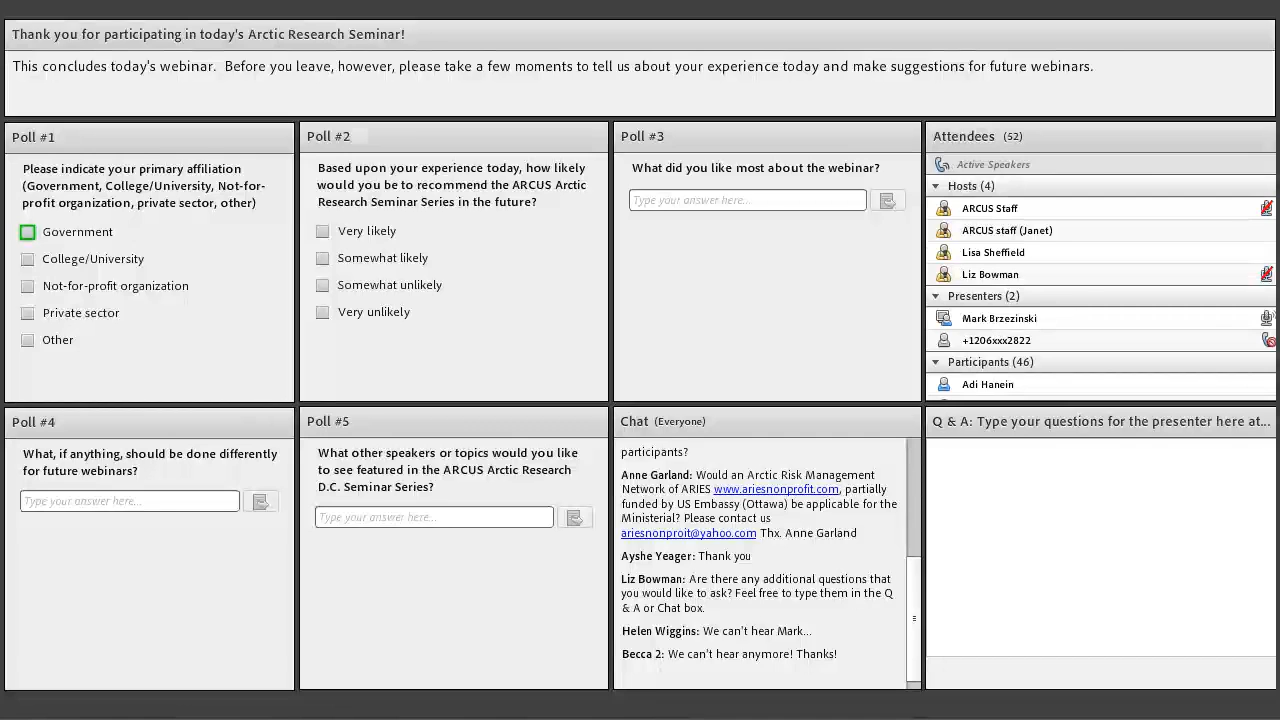 Thank you for participating in today's Arctic Research Seminar!
This concludes today's webinar.  Before you leave, however, please take a few moments to tell us about your experience today and make suggestions for future webinars.
Poll #1
Please indicate your primary affiliation
(Government, College/University, Not-for-
profit organization, private sector, other)
Government
College/University
Not-for-profit organization
Private sector
Other
Poll #2
Based upon your experience today, how likely
would you be to recommend the ARCUS Arctic
Research Seminar Series in the future?
Very likely
Somewhat likely
Somewhat unlikely
Very unlikely
Poll #3
What did you like most about the webinar?
Type your answer here...
Attendees (52)
Active Speakers
Hosts (4)
ARCUS Staff
ARCUS staff (Janet)
Lisa Sheffield
Liz Bowman
Presenters (2)
Mark Brzezinski
+1206xxx2822
Participants (46)
Adi Hanein
Poll #4
What, if anything, should be done differently
for future webinars?
Type your answer here...
Poll #5
What other speakers or topics would you like
to see featured in the ARCUS Arctic Research
D.C. Seminar Series?
Type your answer here...
Chat (Everyone)
participants?
Anne Garland: Would an Arctic Risk Management
Network of ARIES www.ariesnonprofit.com, partially
funded by US Embassy (Ottawa) be applicable for the
Ministerial? Please contact us
ariesnonproit@yahoo.com Thx. Anne Garland
Ayshe Yeager: Thank you
Liz Bowman: Are there any additional questions that
you would like to ask? Feel free to type them in the Q
& A or Chat box.
Helen Wiggins: We can't hear Mark...
Becca 2: We can't hear anymore! Thanks!
Q & A: Type your questions for the presenter here at...